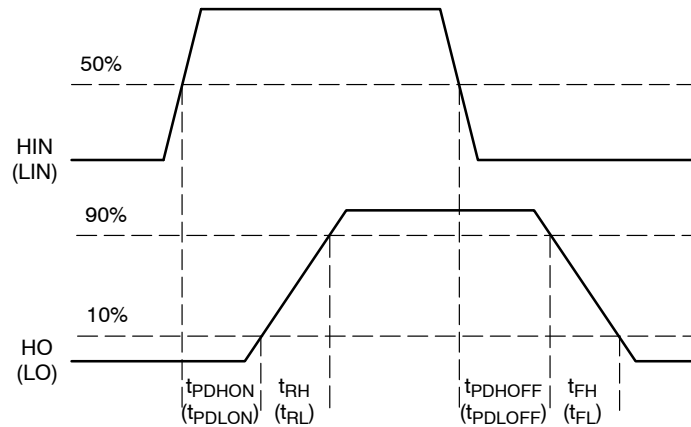 50%
HIN
(LIN)
90%
10%
HO
(LO)
tPDHON
(tPDLON)
tRH
(tRL)
tPDHOFF
(tPDLOFF)
tFH
(tFL)